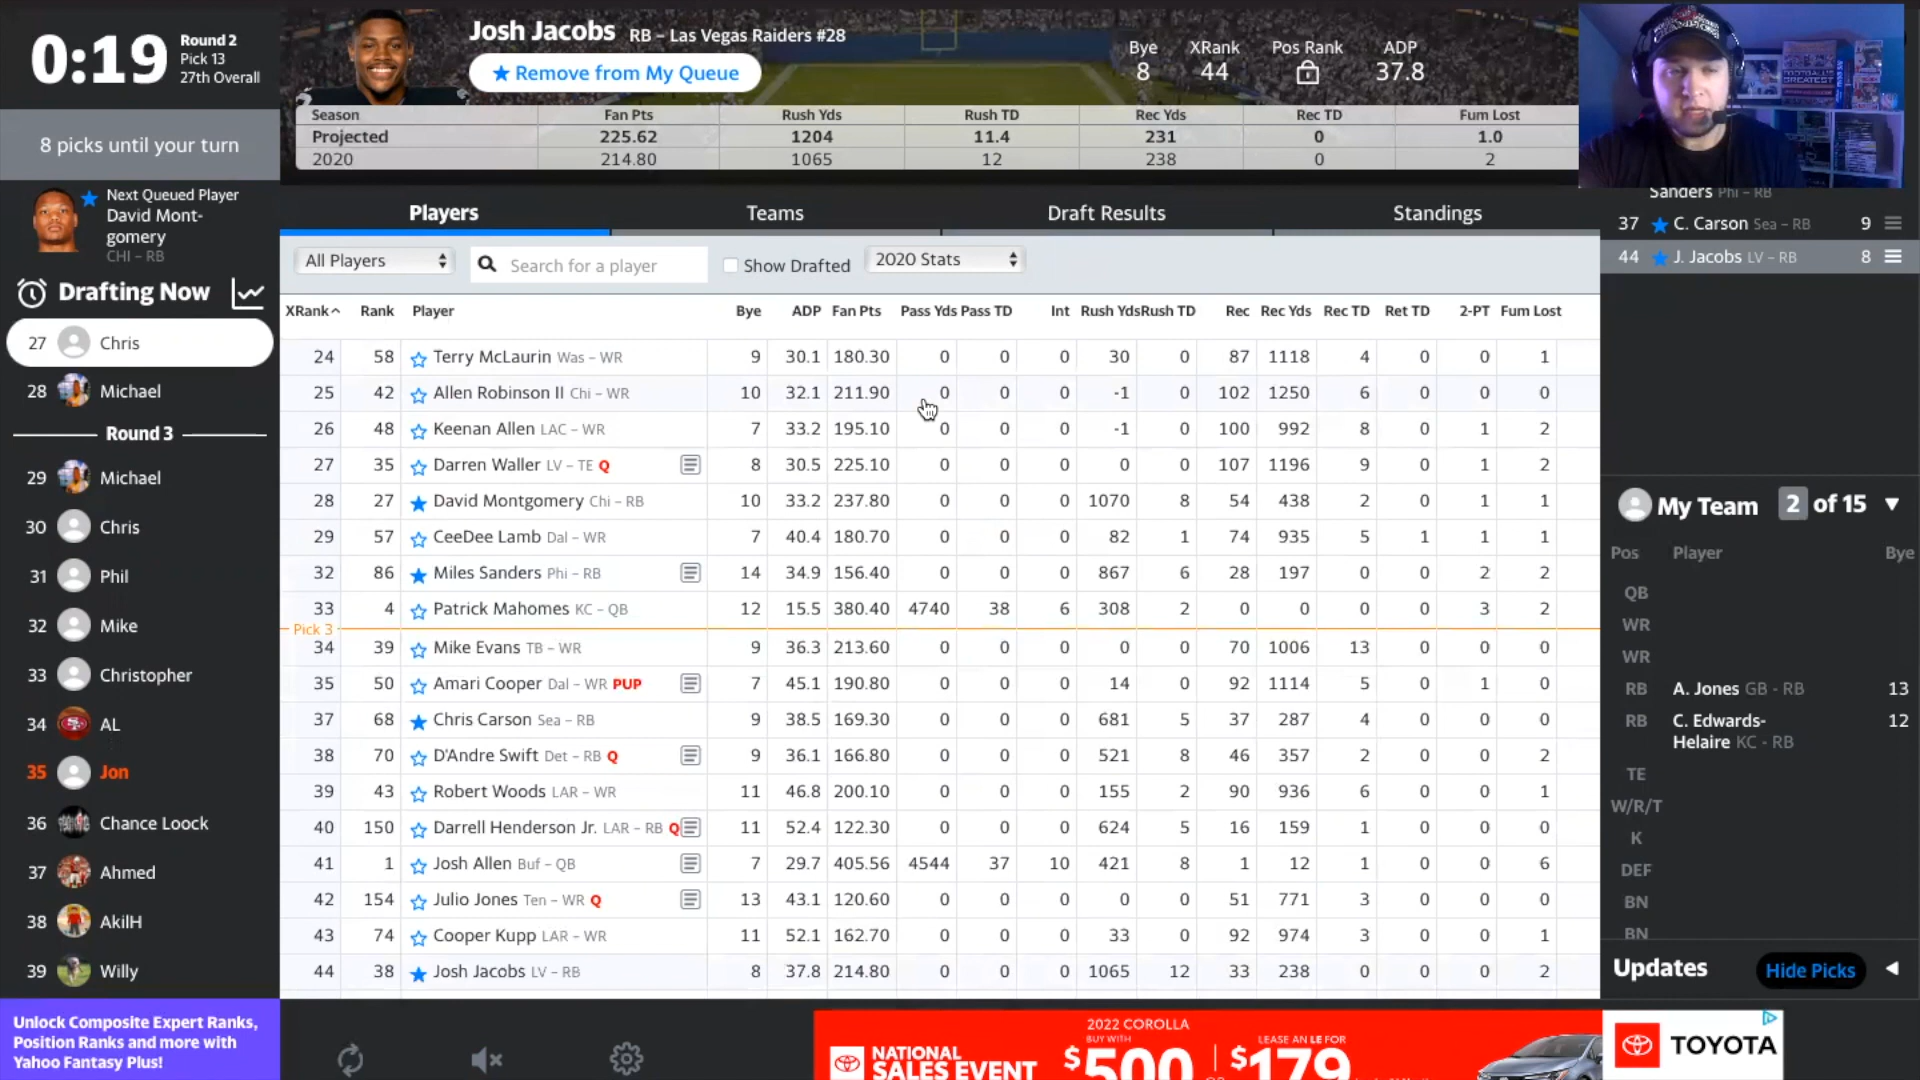 0:19
Round 2
Pick 13
27th Overall
8 picks until your turn
Next Queued Player
David Mont-
gomery
CHI – RB
Drafting Now
27 Chris
28 Michael
Round 3
29 Michael
30 Chris
31 Phil
32 Mike
33 Christopher
34 AL
35 Jon
36 Chance Loock
37 Ahmed
38 AkilH
39 Willy
Unlock Composite Expert Ranks,
Position Ranks and more with
Yahoo Fantasy Plus!
Josh Jacobs RB – Las Vegas Raiders #28
Remove from My Queue
Bye XRank Pos Rank ADP
8 44 37.8
Season Fan Pts Rush Yds Rush TD Rec Yds Rec TD Fum Lost
Projected 225.62 1204 11.4 231 0 1.0
2020 214.80 1065 12 238 0 2
Players Teams Draft Results Standings
All Players Search for a player Show Drafted 2020 Stats
XRank Rank Player Bye ADP Fan Pts Pass Yds Pass TD Int Rush Yds Rush TD Rec Rec Yds Rec TD Ret TD 2-PT Fum Lost
24 58 Terry McLaurin Was – WR 9 30.1 180.30 0 0 0 30 0 87 1118 4 0 0 1
25 42 Allen Robinson II Chi – WR 10 32.1 211.90 0 0 0 -1 0 102 1250 6 0 0 0
26 48 Keenan Allen LAC – WR 7 33.2 195.10 0 0 0 -1 0 100 992 8 0 1 2
27 35 Darren Waller LV – TE Q 8 30.5 225.10 0 0 0 0 0 107 1196 9 0 1 2
28 27 David Montgomery Chi – RB 10 33.2 237.80 0 0 0 1070 8 54 438 2 0 1 1
29 57 CeeDee Lamb Dal – WR 7 40.4 180.70 0 0 0 82 1 74 935 5 1 1 1
32 86 Miles Sanders Phi – RB 14 34.9 156.40 0 0 0 867 6 28 197 0 0 2 2
33 4 Patrick Mahomes KC – QB 12 15.5 380.40 4740 38 6 308 2 0 0 0 0 3 2
Pick 3
34 39 Mike Evans TB – WR 9 36.3 213.60 0 0 0 0 0 70 1006 13 0 0 0
35 50 Amari Cooper Dal – WR PUP 7 45.1 190.80 0 0 0 14 0 92 1114 5 0 1 0
37 68 Chris Carson Sea – RB 9 38.5 169.30 0 0 0 681 5 37 287 4 0 0 0
38 70 D'Andre Swift Det – RB Q 9 36.1 166.80 0 0 0 521 8 46 357 2 0 0 2
39 43 Robert Woods LAR – WR 11 46.8 200.10 0 0 0 155 2 90 936 6 0 0 1
40 150 Darrell Henderson Jr. LAR – RB Q 11 52.4 122.30 0 0 0 624 5 16 159 1 0 0 0
41 1 Josh Allen Buf – QB 7 29.7 405.56 4544 37 10 421 8 1 12 1 0 0 6
42 154 Julio Jones Ten – WR Q 13 43.1 120.60 0 0 0 0 0 51 771 3 0 0 0
43 74 Cooper Kupp LAR – WR 11 52.1 162.70 0 0 0 33 0 92 974 3 0 0 1
44 38 Josh Jacobs LV – RB 8 37.8 214.80 0 0 0 1065 12 33 238 0 0 0 2
Sanders Phi – RB
37 C. Carson Sea – RB 9
44 J. Jacobs LV – RB 8
My Team 2 of 15
Pos Player Bye
QB
WR
WR
RB A. Jones GB - RB 13
RB C. Edwards- 12
Helaire KC - RB
TE
W/R/T
K
DEF
BN
BN
Updates Hide Picks
NATIONAL
SALES EVENT
2022 COROLLA
BUY WITH
$500
LEASE AN LE FOR
$179
TOYOTA